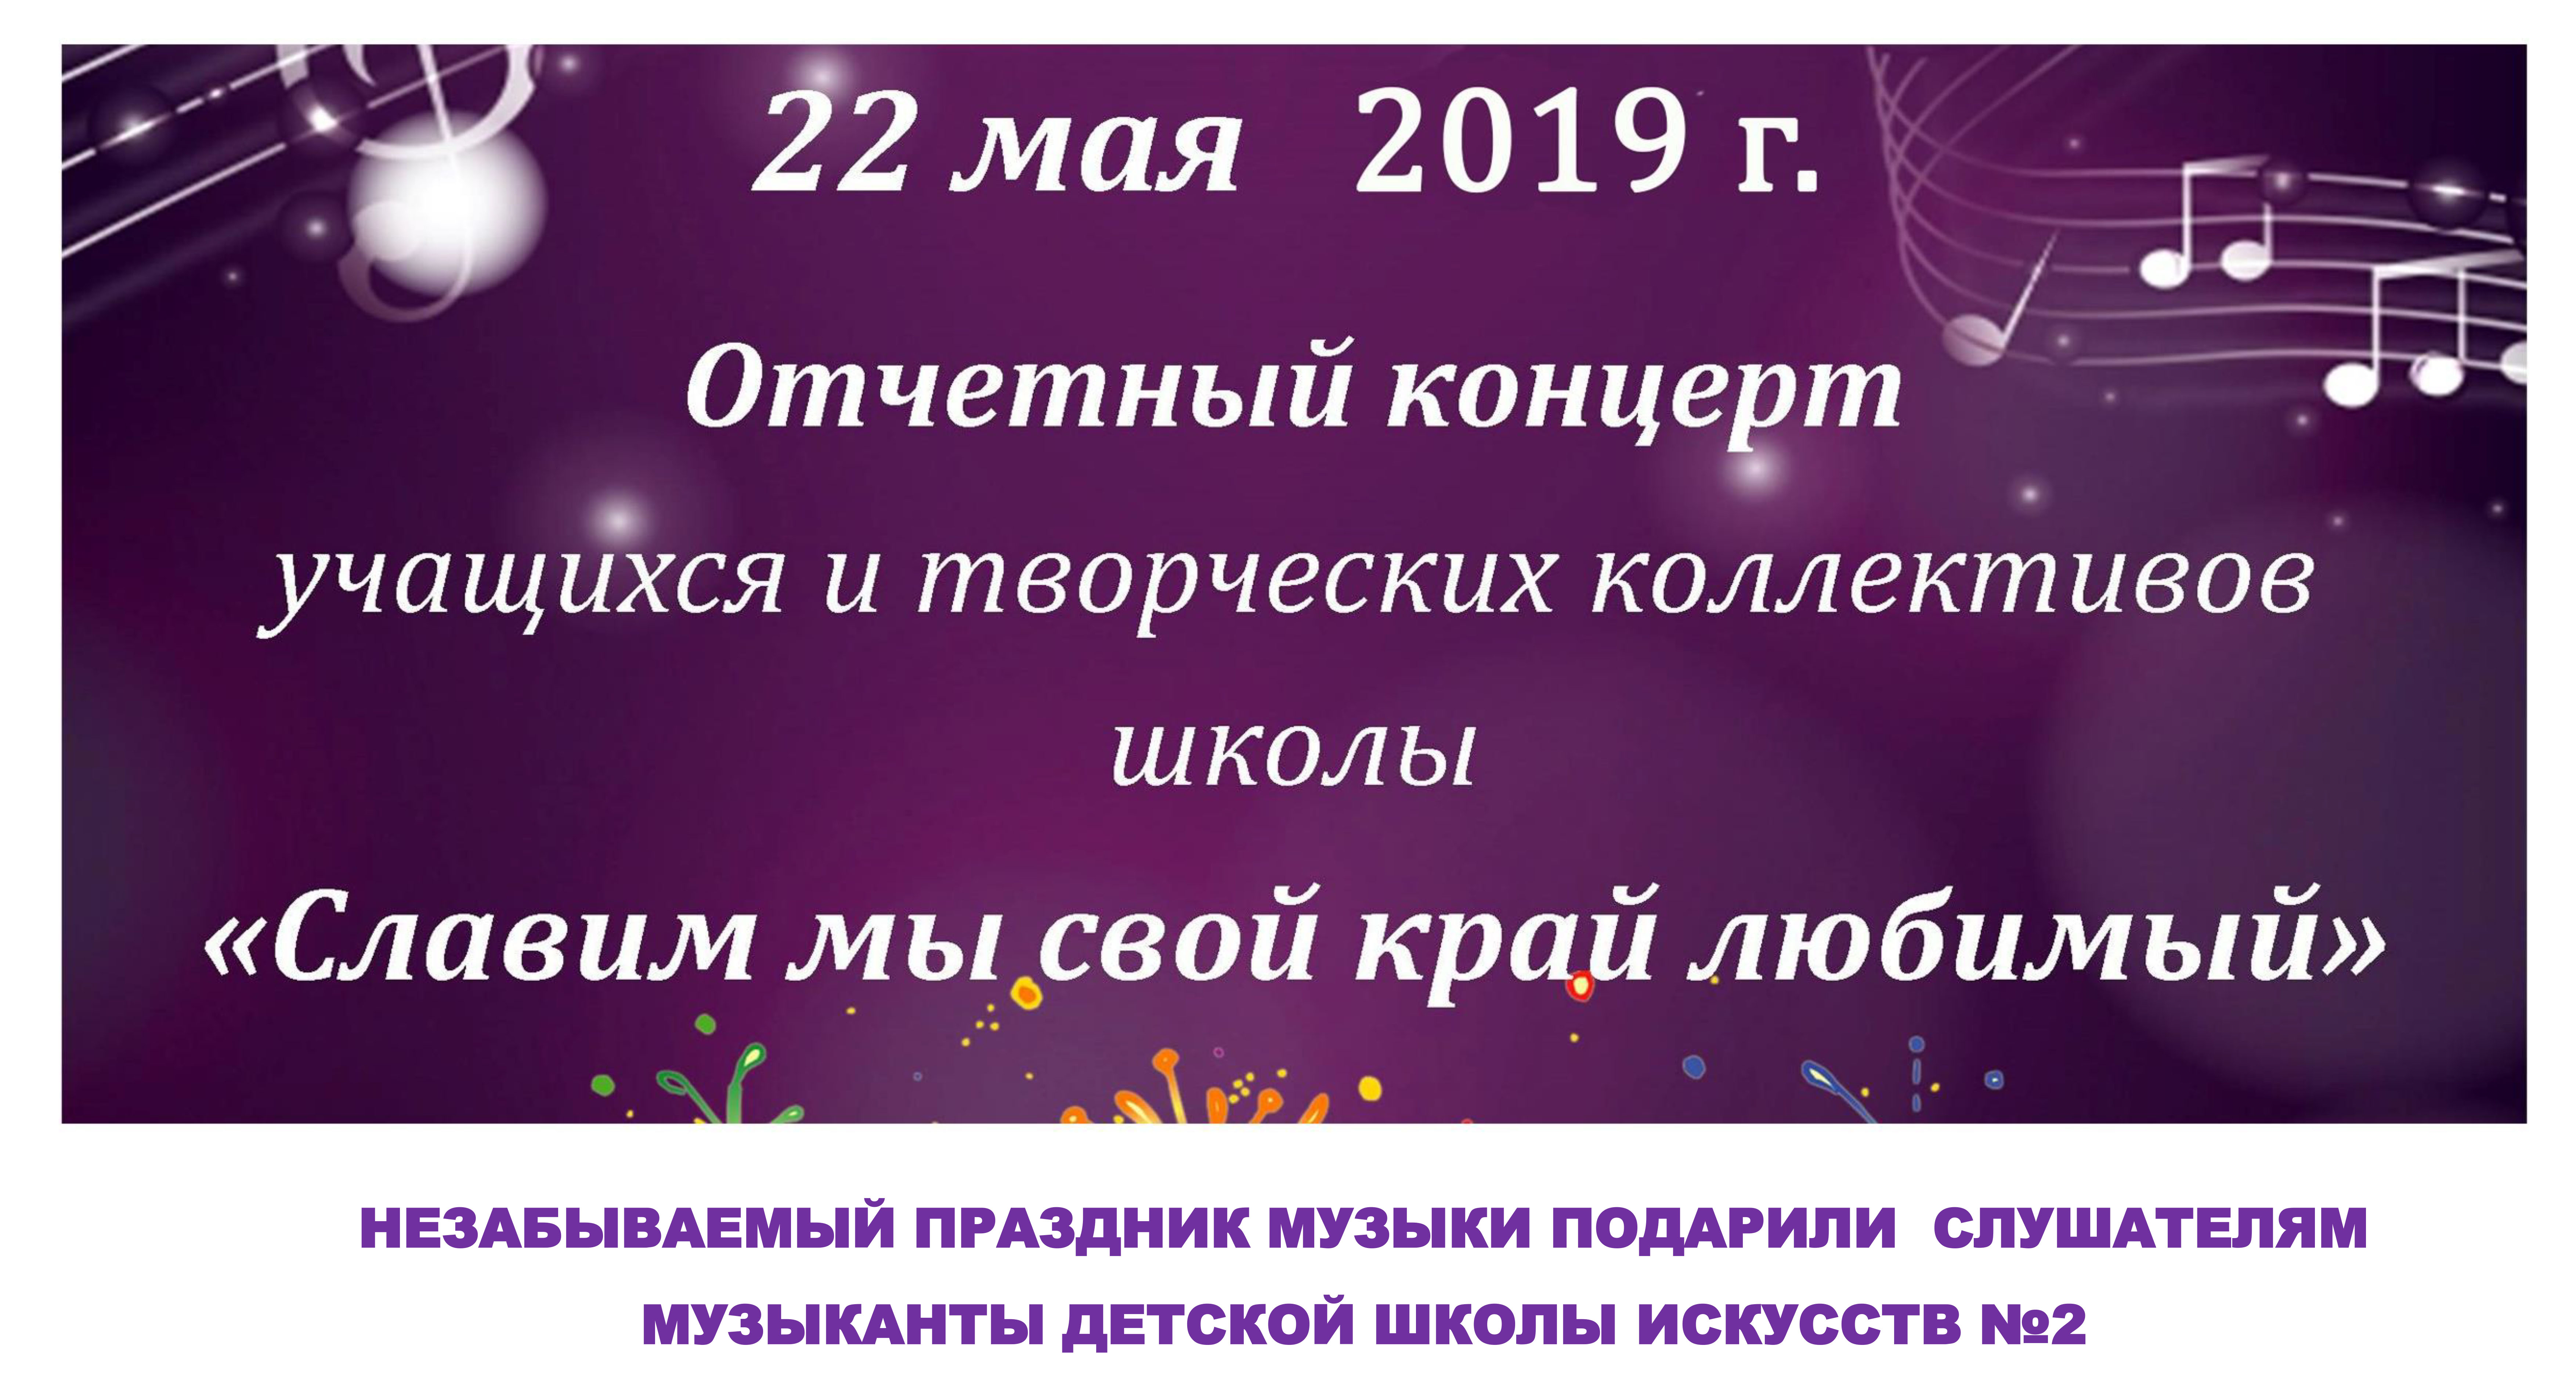 22 мая 2019 г.
Отчетный концерт
учащихся и творческих коллективов
школы
«Славим мы свой край любимый»
НЕЗАБЫВАЕМЫЙ ПРАЗДНИК МУЗЫКИ ПОДАРИЛИ СЛУШАТЕЛЯМ
МУЗЫКАНТЫ ДЕТСКОЙ ШКОЛЫ ИСКУССТВ №2